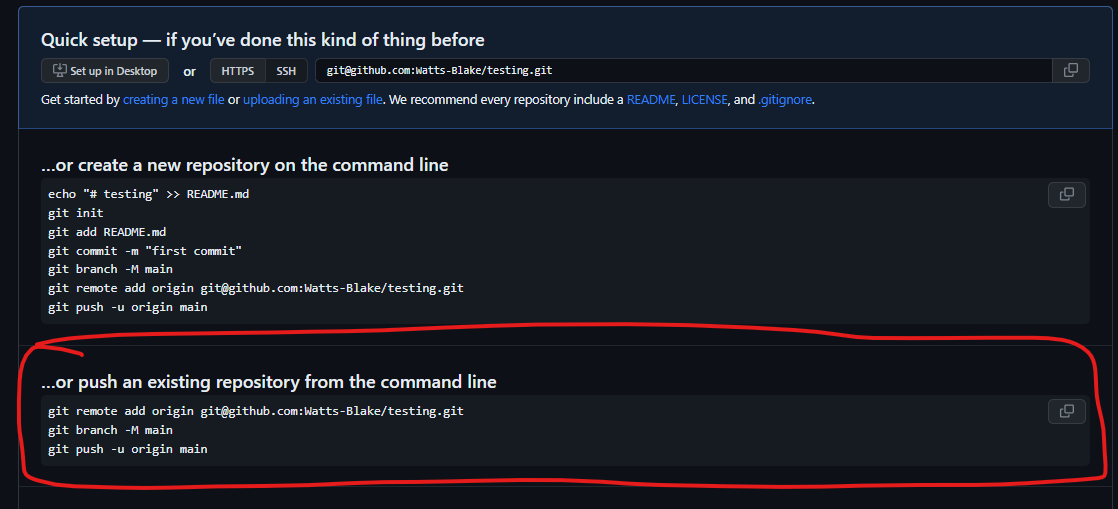 Quick setup — if you’ve done this kind of thing before
Set up in Desktop or HTTPS SSH git@github.com:Watts-Blake/testing.git
Get started by creating a new file or uploading an existing file. We recommend every repository include a README, LICENSE, and .gitignore.
…or create a new repository on the command line
echo "# testing" >> README.md
git init
git add README.md
git commit -m "first commit"
git branch -M main
git remote add origin git@github.com:Watts-Blake/testing.git
git push -u origin main
…or push an existing repository from the command line
git remote add origin git@github.com:Watts-Blake/testing.git
git branch -M main
git push -u origin main